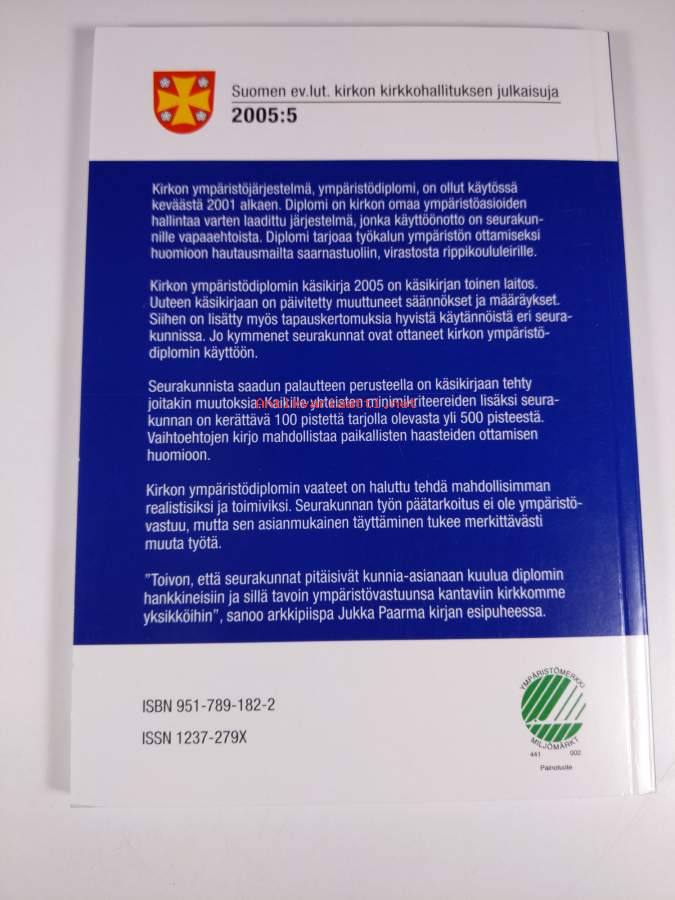 Suomen ev.lut. kirkon kirkkohallituksen julkaisuja
2005:5
Kirkon ympäristöjärjestelmä, ympäristödiplomi, on ollut käytössä
keväästä 2001 alkaen. Diplomi on kirkon omaa ympäristöasioiden
hallintaa varten laadittu järjestelmä, jonka käyttöönotto on seurakun-
nille vapaaehtoista. Diplomi tarjoaa työkalun ympäristön ottamiseksi
huomioon hautausmailta saarnastuoliin, virastosta rippikoululeirille.
Kirkon ympäristödiplomin käsikirja 2005 on käsikirjan toinen laitos.
Uuteen käsikirjaan on päivitetty muuttuneet säännökset ja määräykset.
Siihen on lisätty myös tapauskertomuksia hyvistä käytännöistä eri seura-
kunnissa. Jo kymmenet seurakunnat ovat ottaneet kirkon ympäristö-
diplomin käyttöön.
Seurakunnista saadun palautteen perusteella on käsikirjaan tehty
joitakin muutoksia. Kaikille yhteisten minimikriteereiden lisäksi seura-
kunnan on kerättävä 100 pistettä tarjolla olevasta yli 500 pisteestä.
Vaihtoehtojen kirjo mahdollistaa paikallisten haasteiden ottamisen
huomioon.
Kirkon ympäristödiplomin vaateet on haluttu tehdä mahdollisimman
realistisiksi ja toimiviksi. Seurakunnan työn päätarkoitus ei ole ympäristö-
vastuu, mutta sen asianmukainen täyttäminen tukee merkittävästi
muuta työtä.
"Toivon, että seurakunnat pitäisivät kunnia-asianaan kuulua diplomin
hankkineisiin ja sillä tavoin ympäristövastuunsa kantaviin kirkkomme
yksikköihin", sanoo arkkipiispa Jukka Paarma kirjan esipuheessa.
ISBN 951-789-182-2
ISSN 1237-279X
YMPÄRISTÖMERKKI
MILJÖMÄRKT
441 002
Painotuote